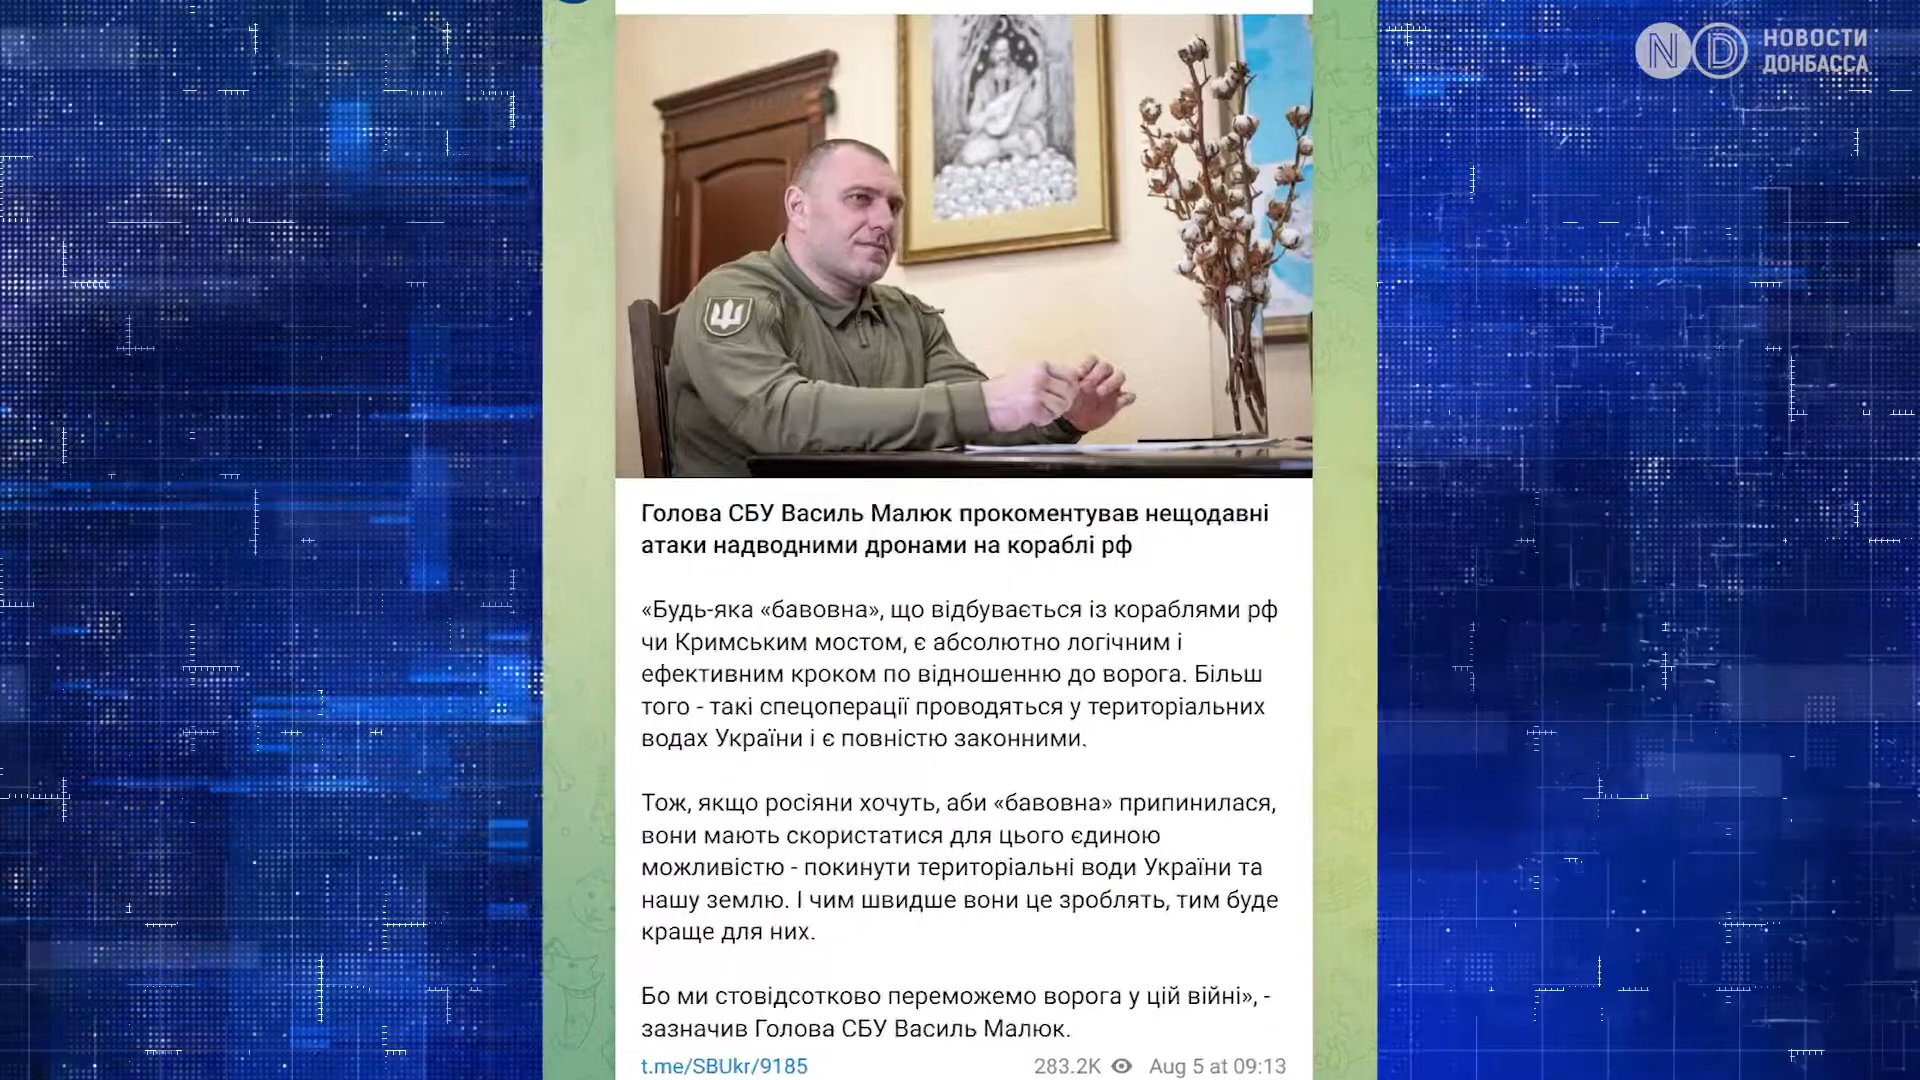 ND НОВОСТИ
ДОНБАССА
Голова СБУ Василь Малюк прокоментував нещодавні
атаки надводними дронами на кораблі рф
«Будь-яка «бавовна», що відбувається із кораблями рф
чи Кримським мостом, є абсолютно логічним і
ефективним кроком по відношенню до ворога. Більш
того - такі спецоперації проводяться у територіальних
водах України і є повністю законними.
Тож, якщо росіяни хочуть, аби «бавовна» припинилася,
вони мають скористатися для цього єдиною
можливістю - покинути територіальні води України та
нашу землю. І чим швидше вони це зроблять, тим буде
краще для них.
Бо ми стовідсотково переможемо ворога у цій війні», -
зазначив Голова СБУ Василь Малюк.
t.me/SBUkr/9185 283.2K Aug 5 at 09:13